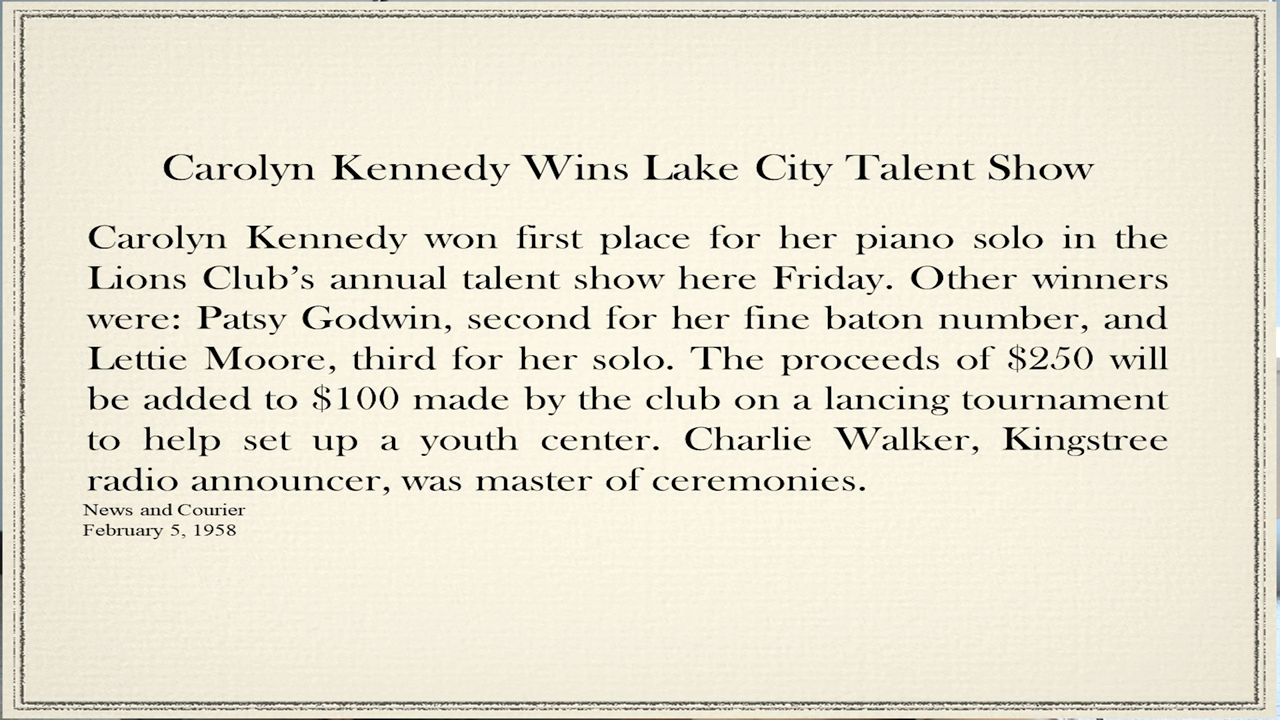 Carolyn Kennedy Wins Lake City Talent Show
Carolyn Kennedy won first place for her piano solo in the
Lions Club’s annual talent show here Friday. Other winners
were: Patsy Godwin, second for her fine baton number, and
Lettie Moore, third for her solo. The proceeds of $250 will
be added to $100 made by the club on a lancing tournament
to help set up a youth center. Charlie Walker, Kingstree
radio announcer, was master of ceremonies.
News and Courier
February 5, 1958